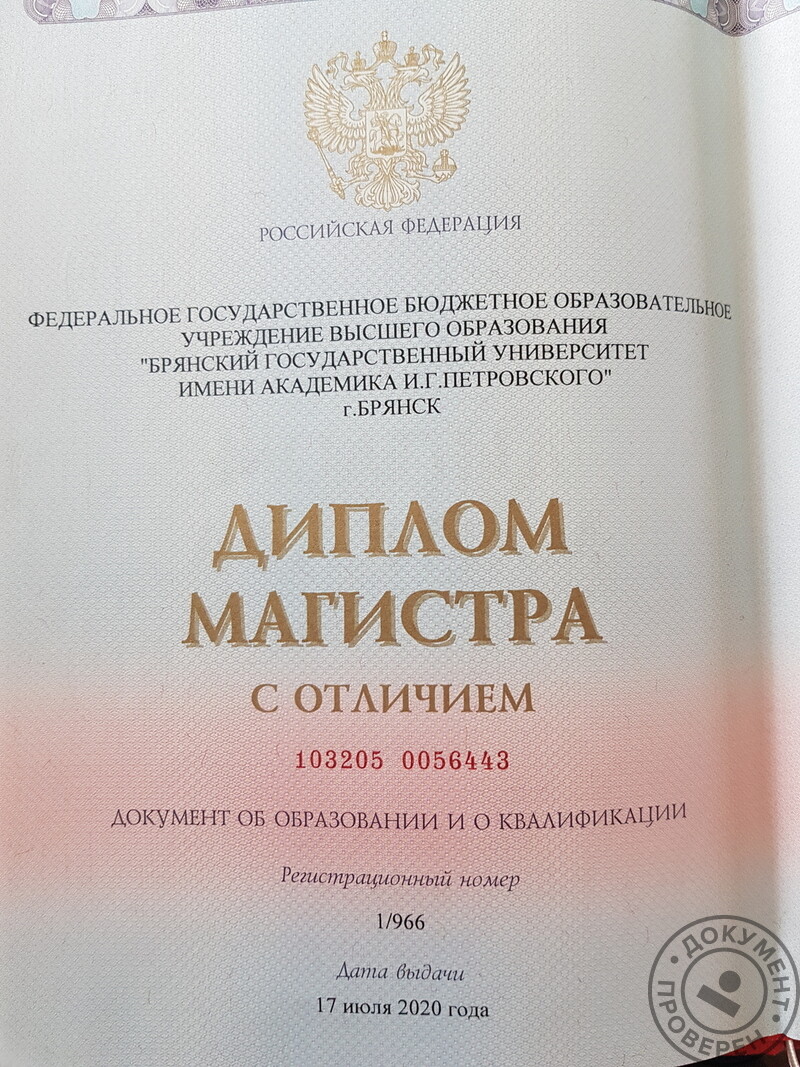 РОССИЙСКАЯ ФЕДЕРАЦИЯ
ФЕДЕРАЛЬНОЕ ГОСУДАРСТВЕННОЕ БЮДЖЕТНОЕ ОБРАЗОВАТЕЛЬНОЕ
УЧРЕЖДЕНИЕ ВЫСШЕГО ОБРАЗОВАНИЯ
"БРЯНСКИЙ ГОСУДАРСТВЕННЫЙ УНИВЕРСИТЕТ
ИМЕНИ АКАДЕМИКА И.Г.ПЕТРОВСКОГО"
г.БРЯНСК
ДИПЛОМ
МАГИСТРА
С ОТЛИЧИЕМ
103205 0056443
ДОКУМЕНТ ОБ ОБРАЗОВАНИИ И О КВАЛИФИКАЦИИ
Регистрационный номер
1/966
Дата выдачи
17 июля 2020 года
• ДОКУМЕНТ •
ПРОВЕРЕН